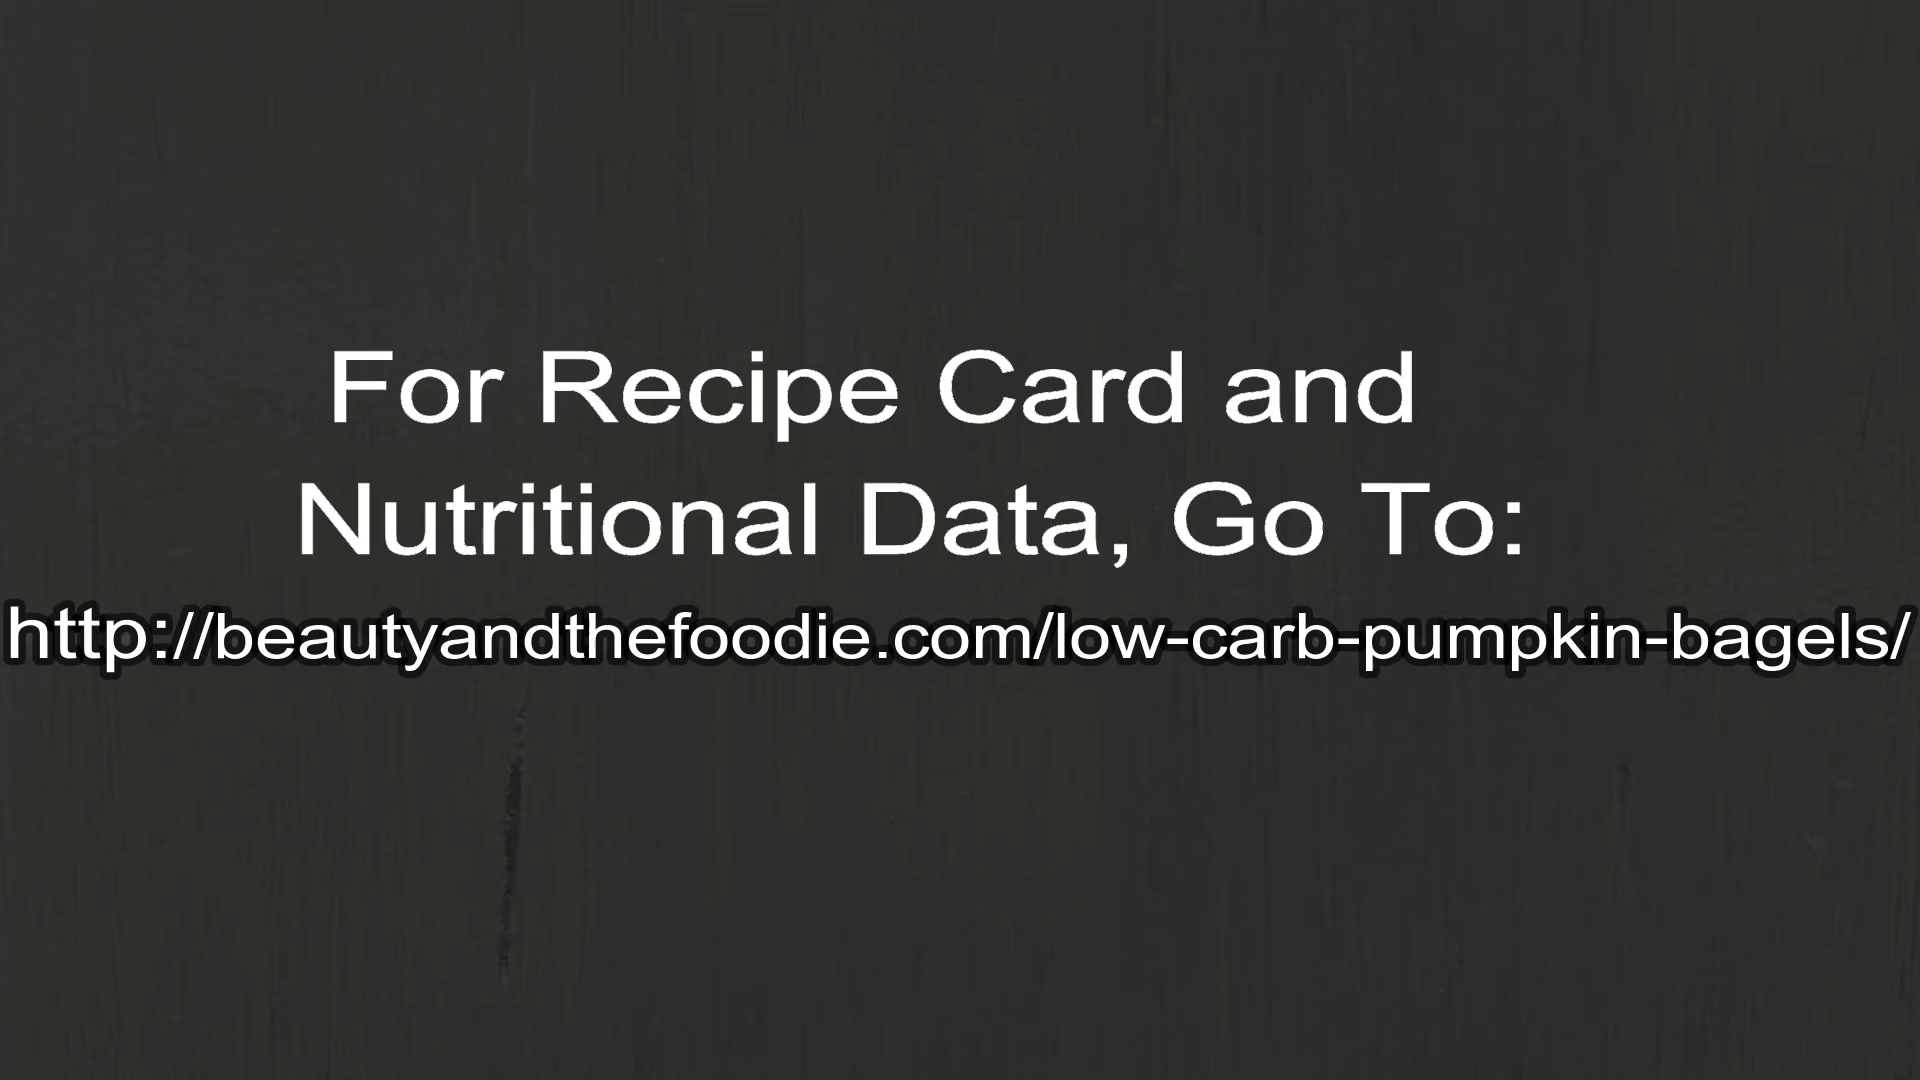 For Recipe Card and
Nutritional Data, Go To:
http://beautyandthefoodie.com/low-carb-pumpkin-bagels/